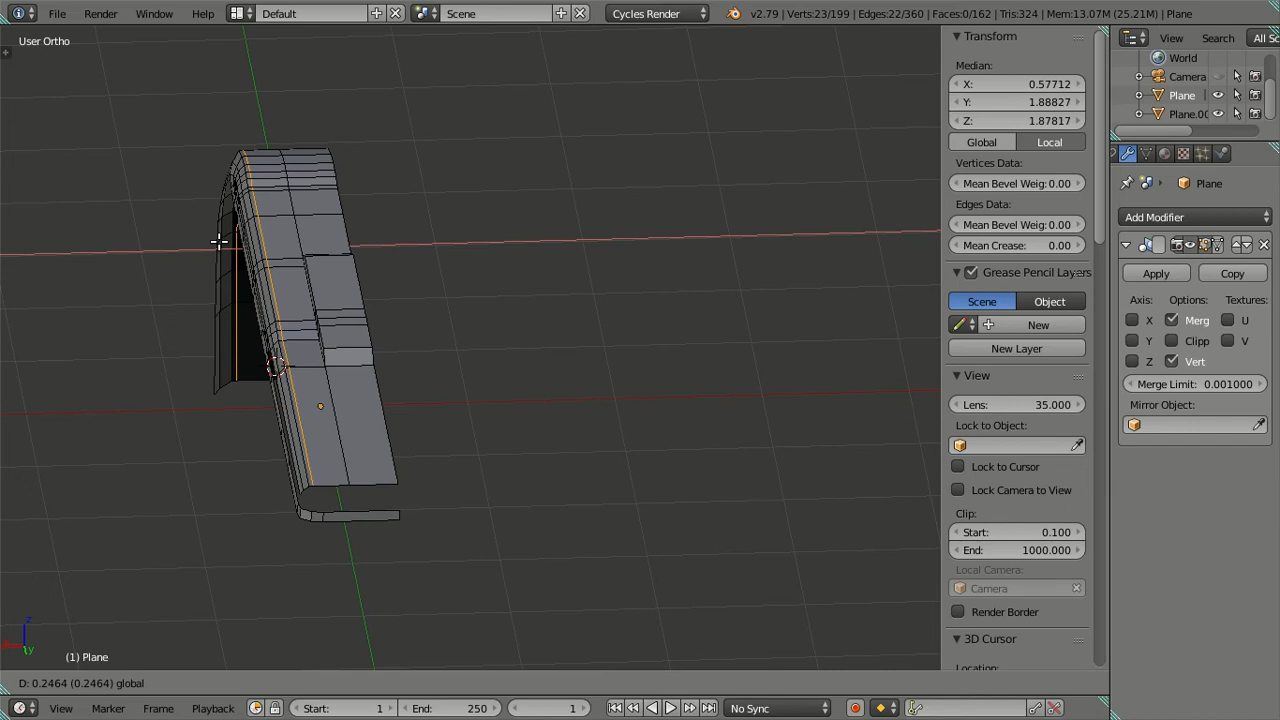 File Render Window Help Default Scene Cycles Render v2.79 | Verts:23/199 | Edges:22/360 | Faces:0/162 | Tris:324 | Mem:13.07M (25.21M) | Plane
User Ortho
Transform
Median:
X: 0.57712
Y: 1.88827
Z: 1.87817
Global Local
Vertices Data:
Mean Bevel Weig: 0.00
Edges Data:
Mean Bevel Weig: 0.00
Mean Crease: 0.00
Grease Pencil Layers
Scene Object
New
New Layer
View
Lens: 35.000
Lock to Object:
Lock to Cursor
Lock Camera to View
Clip:
Start: 0.100
End: 1000.000
Local Camera:
Camera
Render Border
3D Cursor
Location:
View Search All Sc
World
Camera
Plane
Plane.00
Plane
Add Modifier
Apply Copy
Axis: Options: Textures:
X Merg U
Y Clipp V
Z Vert
Merge Limit: 0.001000
Mirror Object:
z
y
(1) Plane
D: 0.2464 (0.2464) global
View Marker Frame Playback Start: 1 End: 250 1 No Sync